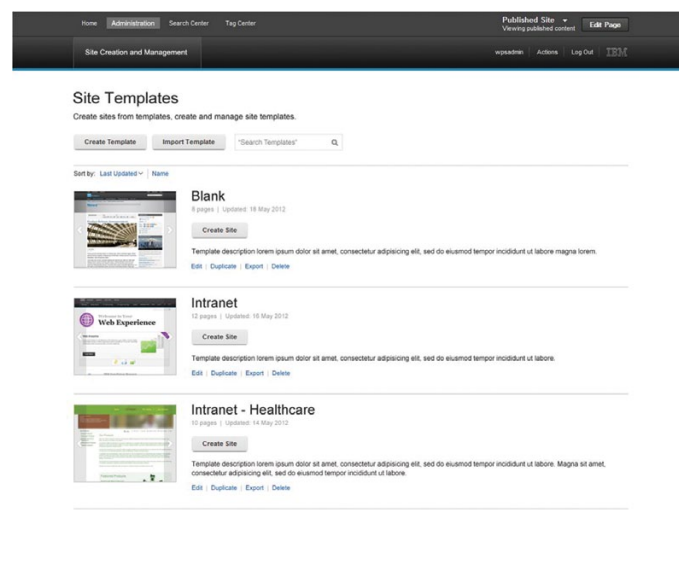 Home Administration Search Center Tag Center
Published Site
Viewing published content
Edit Page
Site Creation and Management
wpsadmin Actions Log Out IBM
Site Templates
Create sites from templates, create and manage site templates.
Create Template Import Template "Search Templates"
Sort by: Last Updated Name
Blank
6 pages | Updated: 18 May 2012
Create Site
Template description lorem ipsum dolor sit amet, consectetur adipisicing elit, sed do eiusmod tempor incididunt ut labore magna lorem.
Edit | Duplicate | Export | Delete
Web Experience
Intranet
12 pages | Updated: 16 May 2012
Create Site
Template description lorem ipsum dolor sit amet, consectetur adipisicing elit, sed do eiusmod tempor incididunt ut labore.
Edit | Duplicate | Export | Delete
Intranet - Healthcare
10 pages | Updated: 14 May 2012
Create Site
Template description lorem ipsum dolor sit amet, consectetur adipisicing elit, sed do eiusmod tempor incididunt ut labore. Magna sit amet,
consectetur adipisicing elit, sed do eiusmod tempor incididunt ut labore.
Edit | Duplicate | Export | Delete